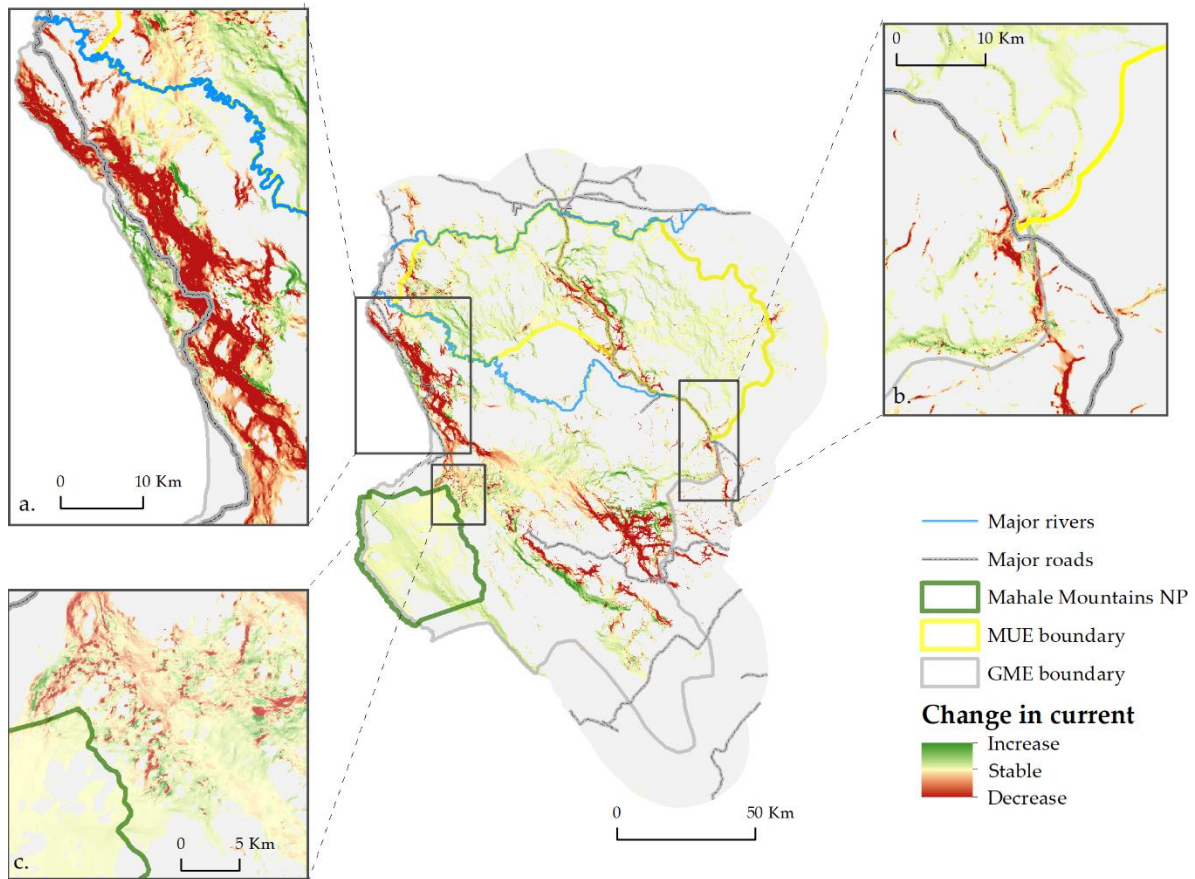 0 10 Km
a.
0 10 Km
b.
0 5 Km
c.
0 50 Km
Major rivers
Major roads
Mahale Mountains NP
MUE boundary
GME boundary
Change in current
Increase
Stable
Decrease